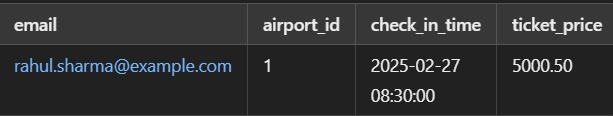 email airport_id check_in_time ticket_price
rahul.sharma@example.com 1 2025-02-27 5000.50
08:30:00